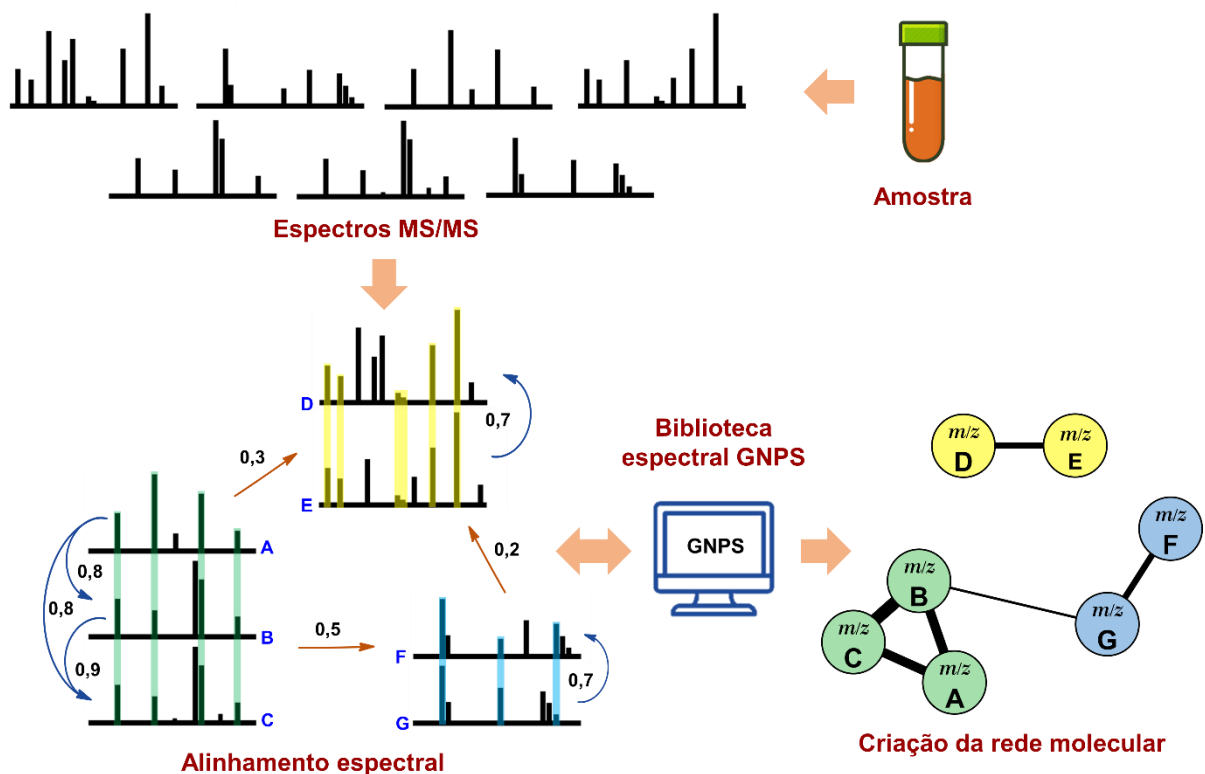 Amostra
Espectros MS/MS
D
0,7
0,3
E
Biblioteca
espectral GNPS
GNPS
0,2
A
0,8
0,8
B
0,5
0,9
C
F
0,7
G
m/z
D
m/z
E
m/z
F
m/z
B
m/z
G
m/z
C
m/z
A
Alinhamento espectral
Criação da rede molecular